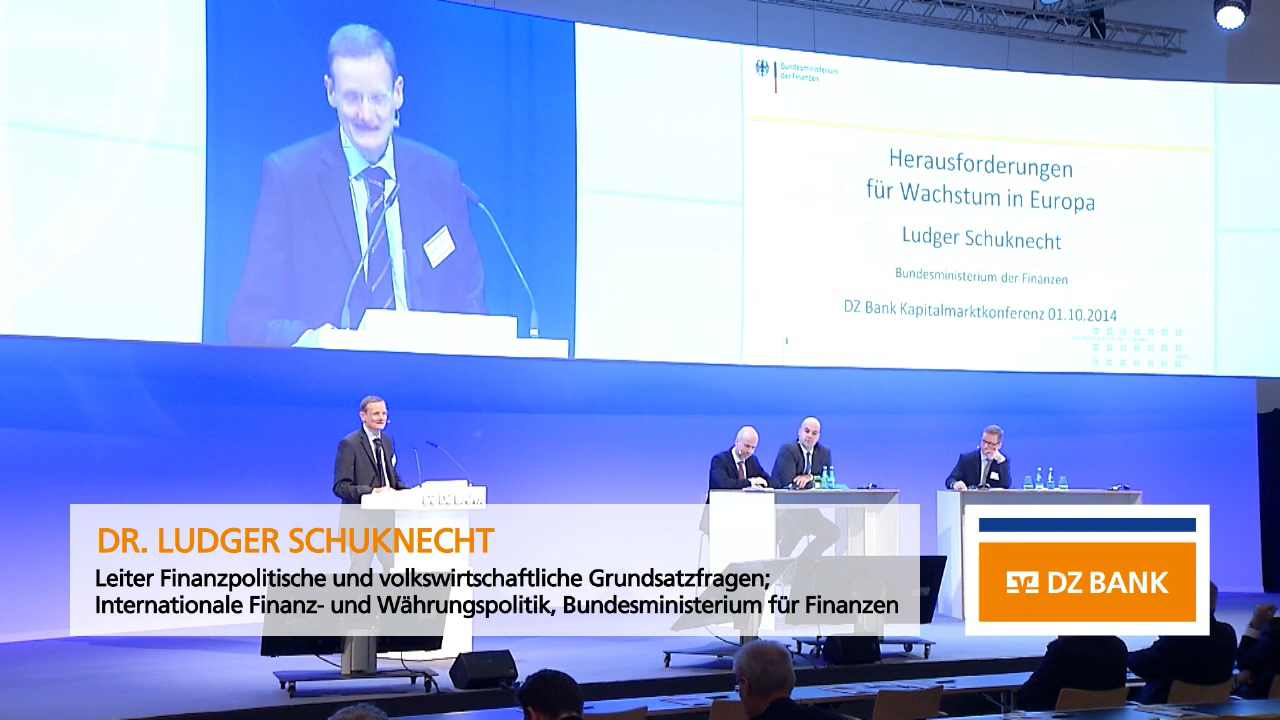 Bundesministerium
der Finanzen
Herausforderungen
für Wachstum in Europa
Ludger Schuknecht
Bundesministerium der Finanzen
DZ Bank Kapitalmarktkonferenz 01.10.2014
1
DR. LUDGER SCHUKNECHT
Leiter Finanzpolitische und volkswirtschaftliche Grundsatzfragen;
Internationale Finanz- und Währungspolitik, Bundesministerium für Finanzen
DZ BANK